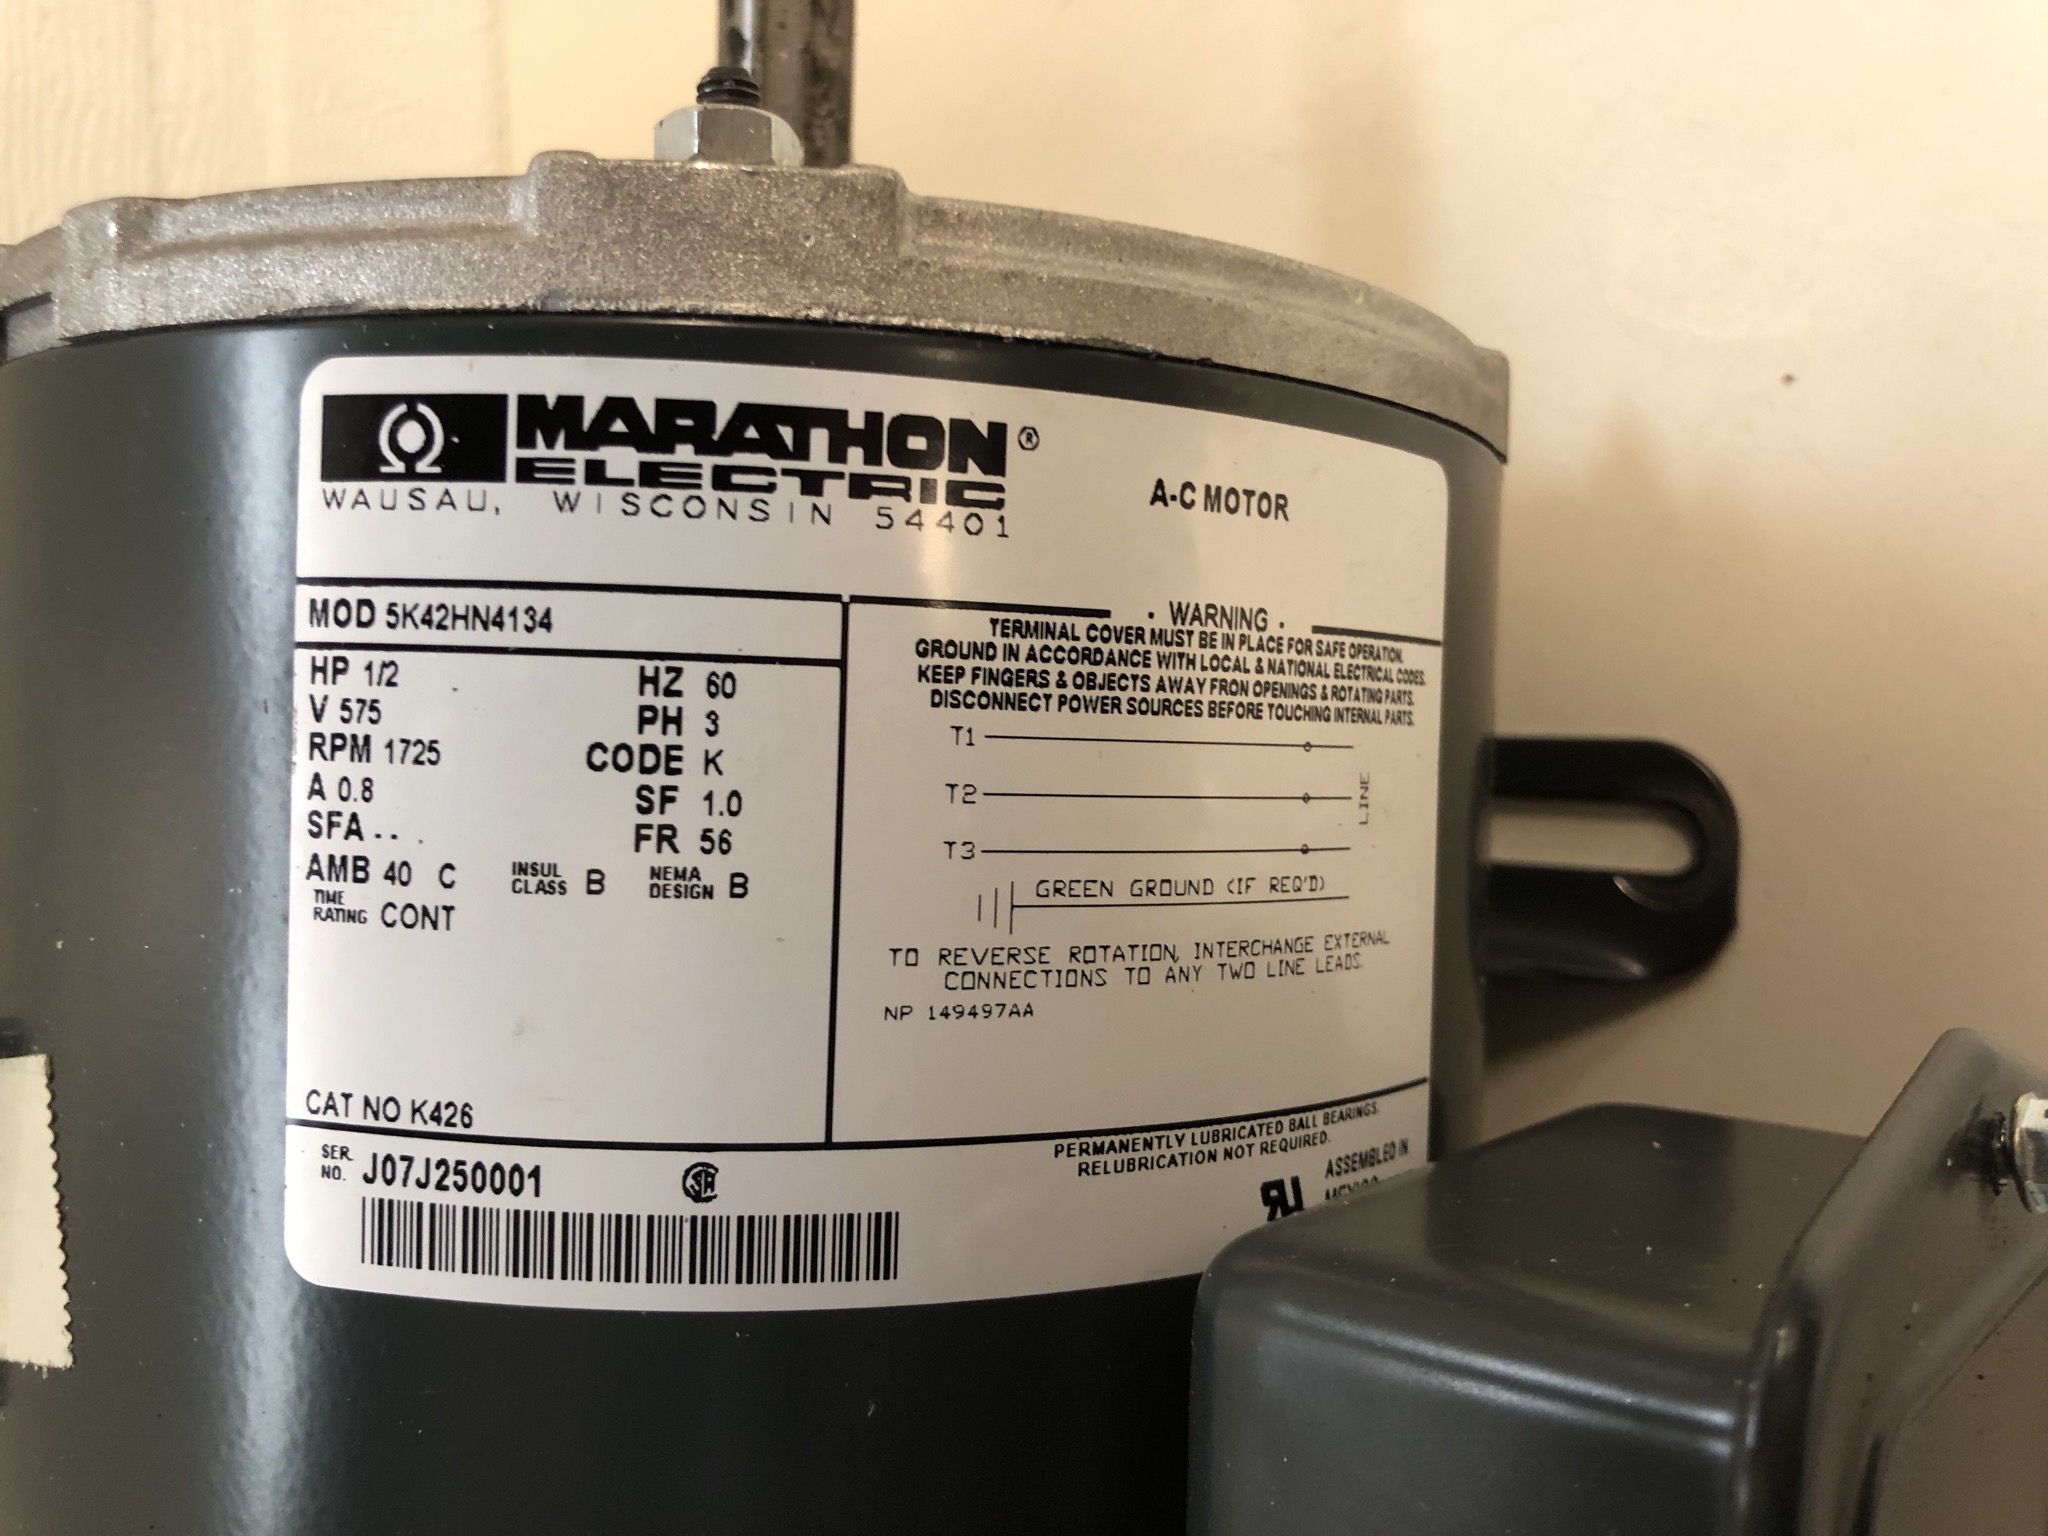 MARATHON®
ELECTRIC
WAUSAU, WISCONSIN 54401
A-C MOTOR
MOD 5K42HN4134
HP 1/2 HZ 60
V 575 PH 3
RPM 1725 CODE K
A 0.8 SF 1.0
SFA -- FR 56
AMB 40 C INSUL CLASS B NEMA DESIGN B
TIME RATING CONT
CAT NO K426
· WARNING ·
TERMINAL COVER MUST BE IN PLACE FOR SAFE OPERATION.
GROUND IN ACCORDANCE WITH LOCAL & NATIONAL ELECTRICAL CODES.
KEEP FINGERS & OBJECTS AWAY FRON OPENINGS & ROTATING PARTS.
DISCONNECT POWER SOURCES BEFORE TOUCHING INTERNAL PARTS.
T1
T2
T3
LINE
GREEN GROUND (IF REQ'D)
TO REVERSE ROTATION, INTERCHANGE EXTERNAL
CONNECTIONS TO ANY TWO LINE LEADS.
NP 149497AA
SER. NO. J07J250001
SA
PERMANENTLY LUBRICATED BALL BEARINGS.
RELUBRICATION NOT REQUIRED.
RU
ASSEMBLED IN
MEXICO